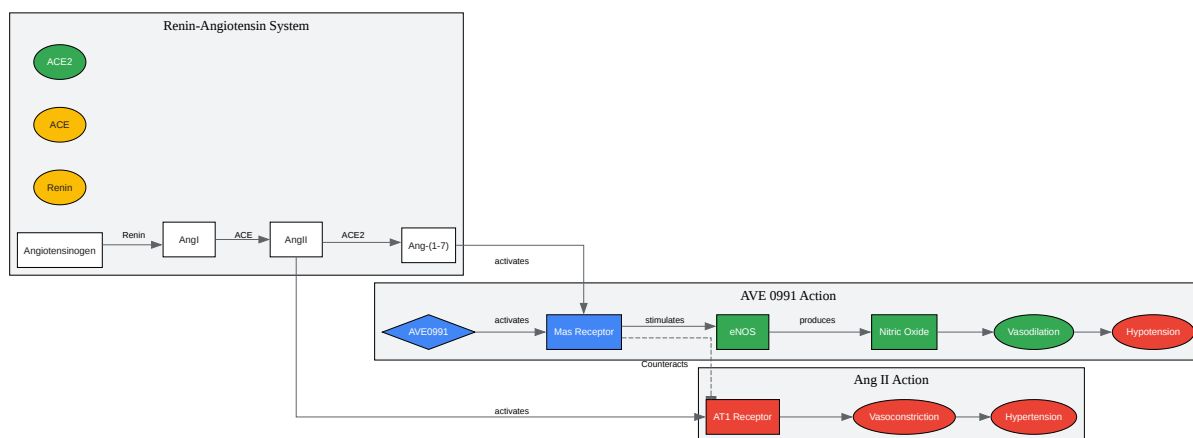 Renin-Angiotensin System
ACE2
ACE
Renin
Angiotensinogen
Renin
AngI
ACE
AngII
ACE2
Ang-(1-7)
activates
AVE 0991 Action
AVE0991
activates
Mas Receptor
stimulates
eNOS
produces
Nitric Oxide
Vasodilation
Hypotension
Counteracts
Ang II Action
activates
AT1 Receptor
Vasoconstriction
Hypertension